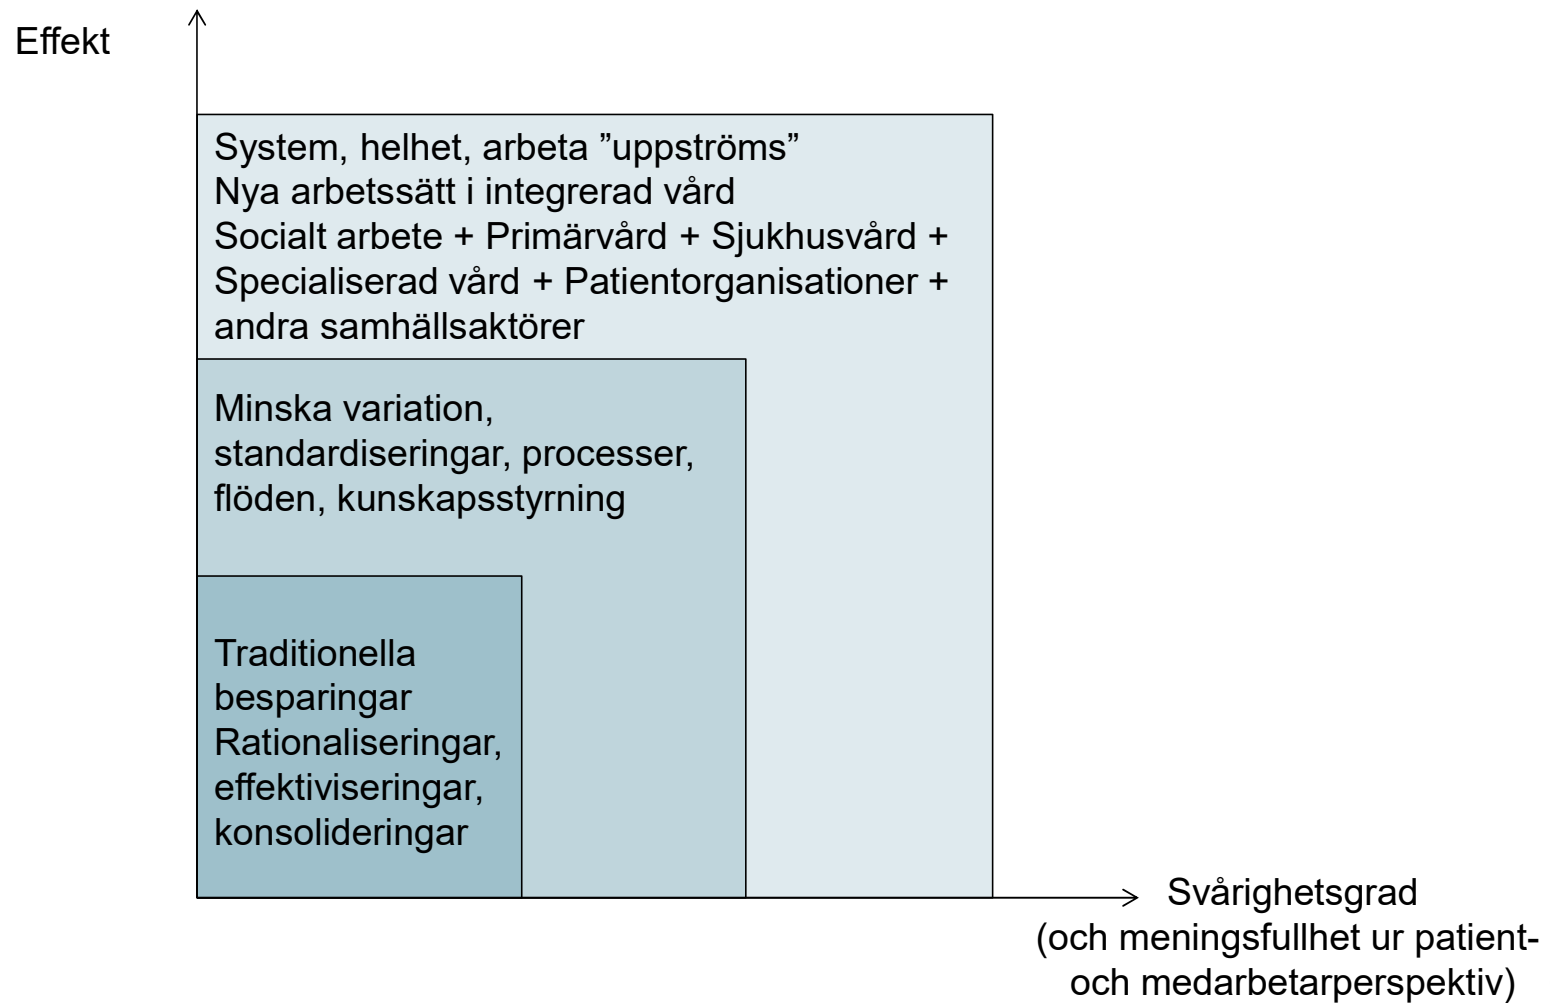 Effekt
System, helhet, arbeta ”uppströms”
Nya arbetssätt i integrerad vård
Socialt arbete + Primärvård + Sjukhusvård +
Specialiserad vård + Patientorganisationer +
andra samhällsaktörer
Minska variation,
standardiseringar, processer,
flöden, kunskapsstyrning
Traditionella
besparingar
Rationaliseringar,
effektiviseringar,
konsolideringar
Svårighetsgrad
(och meningsfullhet ur patient-
och medarbetarperspektiv)